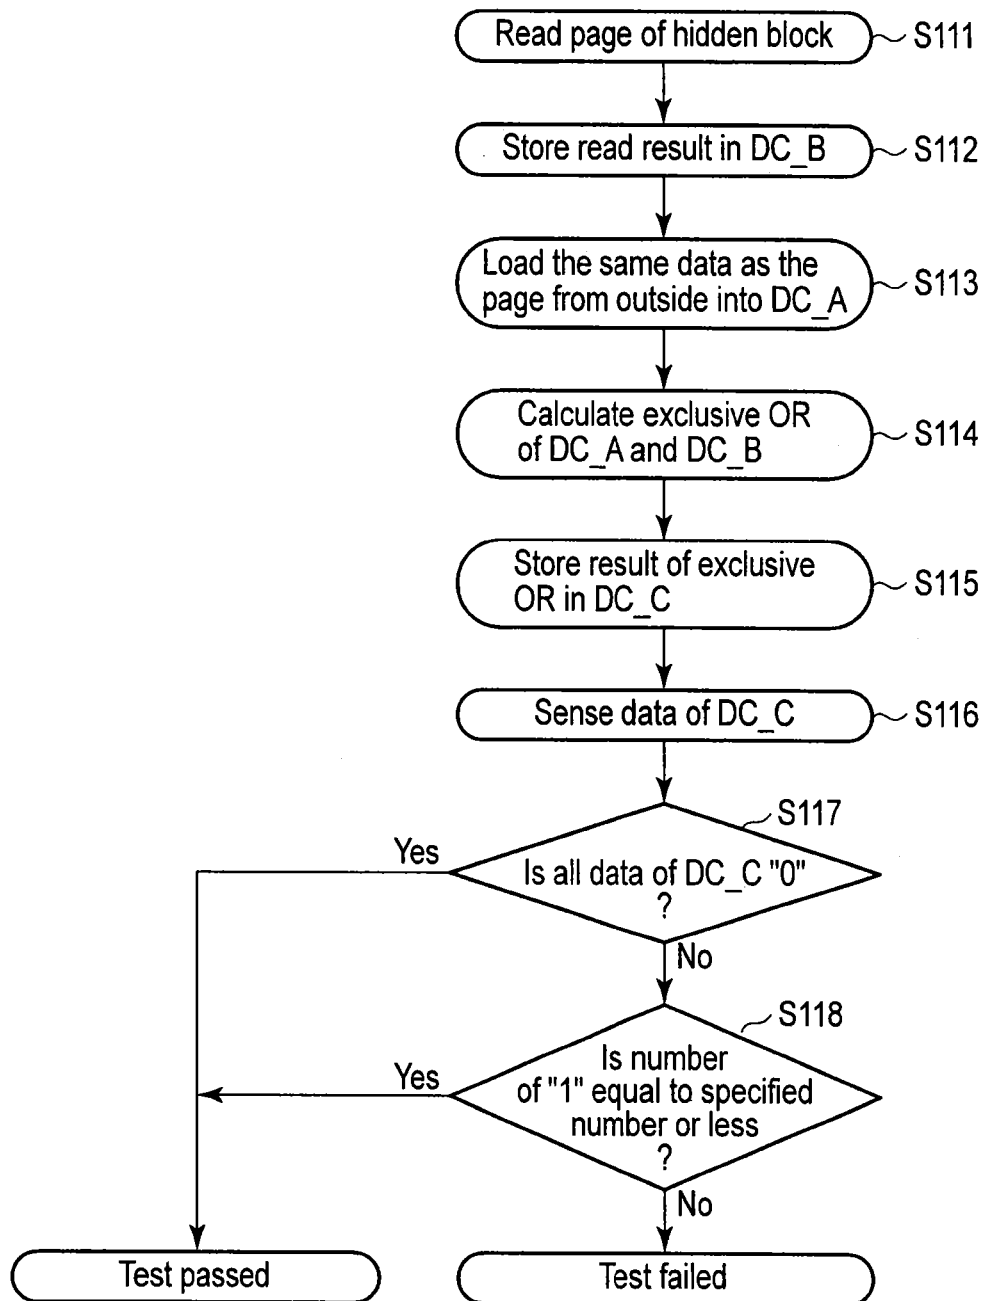 Read page of hidden block
S111
Store read result in DC_B
S112
Load the same data as the
page from outside into DC_A
S113
Calculate exclusive OR
of DC_A and DC_B
S114
Store result of exclusive
OR in DC_C
S115
Sense data of DC_C
S116
S117
Yes
Is all data of DC_C "0"
?
No
S118
Yes
Is number
of "1" equal to specified
number or less
?
No
Test passed
Test failed